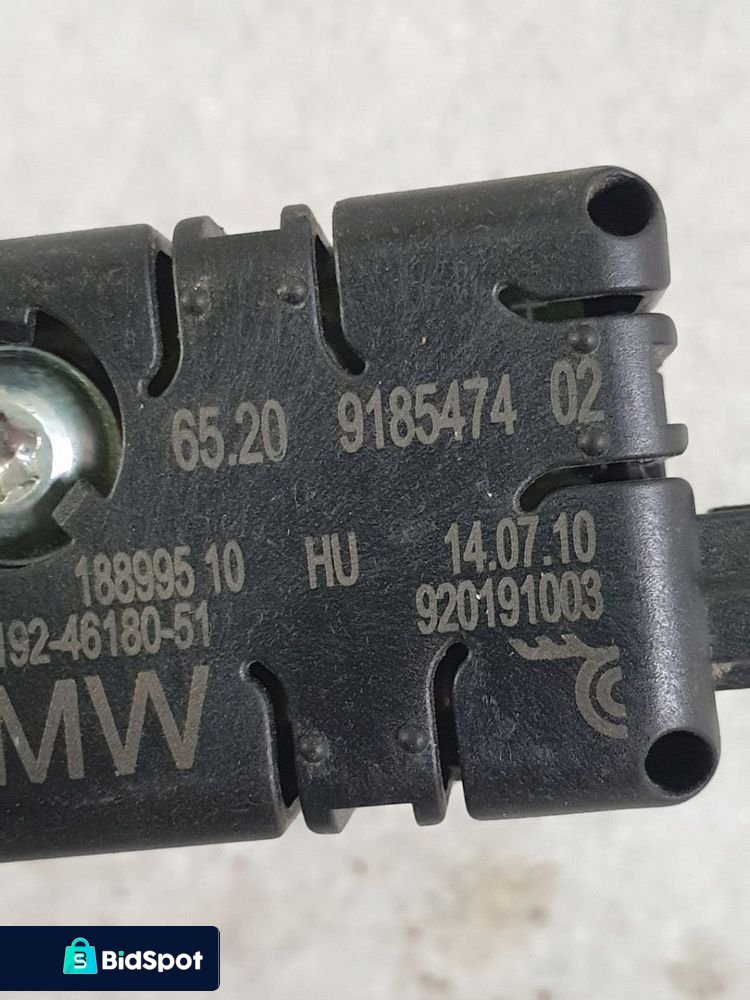 65.20 9185474 02
188995 10 HU 14.07.10
192-46180-51 920191003
MW
BidSpot